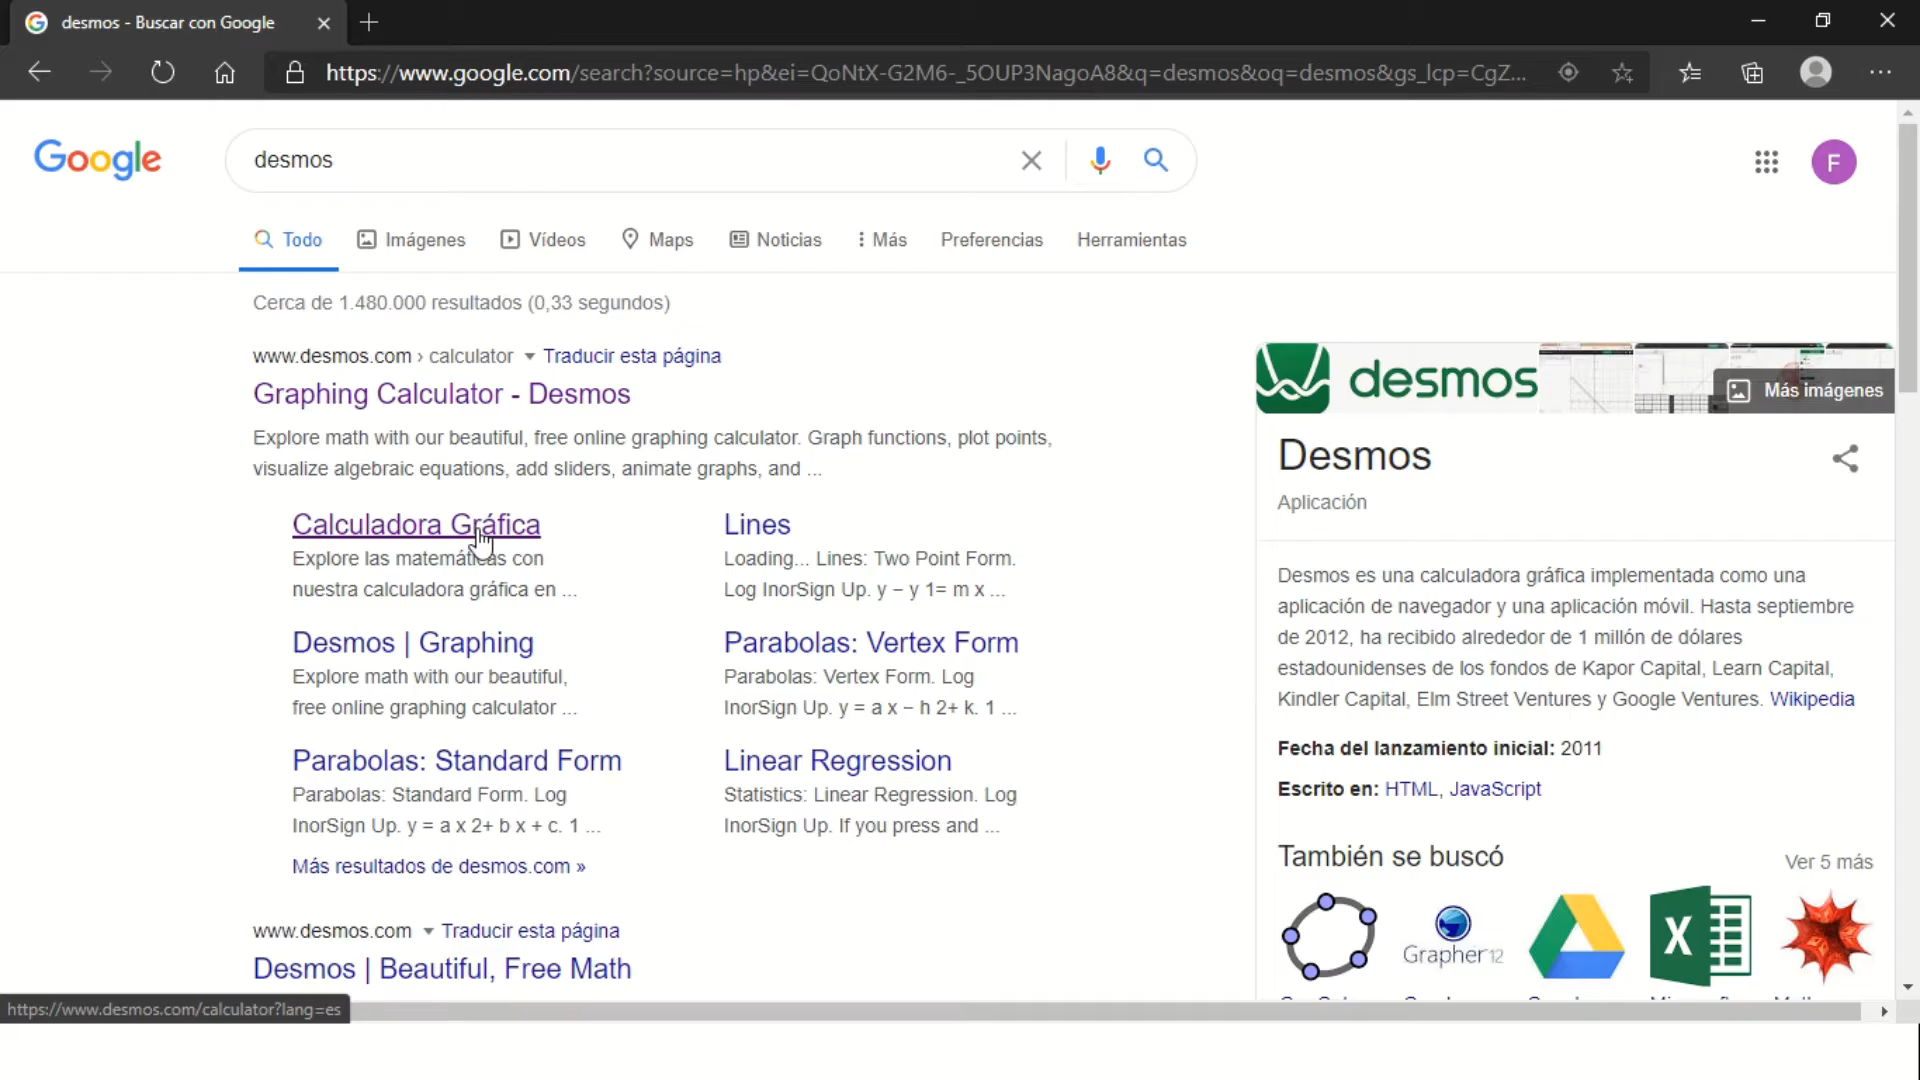 desmos - Buscar con Google
https://www.google.com/search?source=hp&ei=QoNtX-G2M6-_5OUP3NagoA8&q=desmos&oq=desmos&gs_lcp=CgZ...
Google
desmos
F
Todo
Imágenes
Vídeos
Maps
Noticias
Más
Preferencias
Herramientas
Cerca de 1.480.000 resultados (0,33 segundos)
www.desmos.com › calculator
Traducir esta página
Graphing Calculator - Desmos
Explore math with our beautiful, free online graphing calculator. Graph functions, plot points,
visualize algebraic equations, add sliders, animate graphs, and ...
Calculadora Gráfica
Explore las matemáticas con
nuestra calculadora gráfica en ...
Lines
Loading... Lines: Two Point Form.
Log InorSign Up. y − y 1= m x ...
Desmos | Graphing
Explore math with our beautiful,
free online graphing calculator ...
Parabolas: Vertex Form
Parabolas: Vertex Form. Log
InorSign Up. y = a x − h 2+ k. 1 ...
Parabolas: Standard Form
Parabolas: Standard Form. Log
InorSign Up. y = a x 2+ b x + c. 1 ...
Linear Regression
Statistics: Linear Regression. Log
InorSign Up. If you press and ...
Más resultados de desmos.com »
www.desmos.com
Traducir esta página
Desmos | Beautiful, Free Math
https://www.desmos.com/calculator?lang=es
desmos
Más imágenes
Desmos
Aplicación
Desmos es una calculadora gráfica implementada como una
aplicación de navegador y una aplicación móvil. Hasta septiembre
de 2012, ha recibido alrededor de 1 millón de dólares
estadounidenses de los fondos de Kapor Capital, Learn Capital,
Kindler Capital, Elm Street Ventures y Google Ventures. Wikipedia
Fecha del lanzamiento inicial: 2011
Escrito en: HTML, JavaScript
También se buscó
Ver 5 más
Grapher 12
X